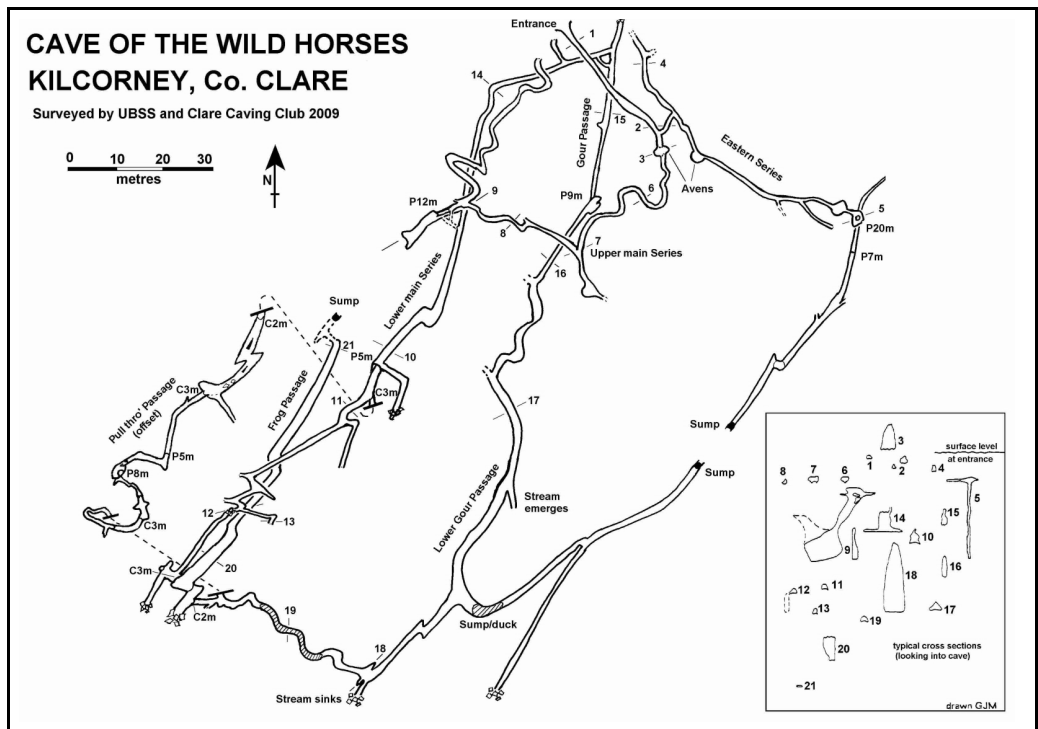 CAVE OF THE WILD HORSES
KILCORNEY, Co. CLARE
Surveyed by UBSS and Clare Caving Club 2009
0 10 20 30
metres
N
Entrance
1
15
4
14
15
2
3
Gour Passage
Avens
Eastern Series
6
9
P12m
P9m
8
7
Upper main Series
16
5
P20m
P7m
Lower main Series
Sump
C2m
21
P5m
10
C3m
11
C3m
Pull thro' Passage
(offset)
Frog Passage
17
P5m
P8m
C3m
12
13
Lower Gour Passage
Stream
emerges
Sump
Sump
20
C3m
C2m
19
Sump/duck
18
Stream sinks
3
surface level
at entrance
1
2
4
8
7
6
5
14
15
9
10
18
16
12
11
13
19
17
20
21
typical cross sections
(looking into cave)
drawn GJM